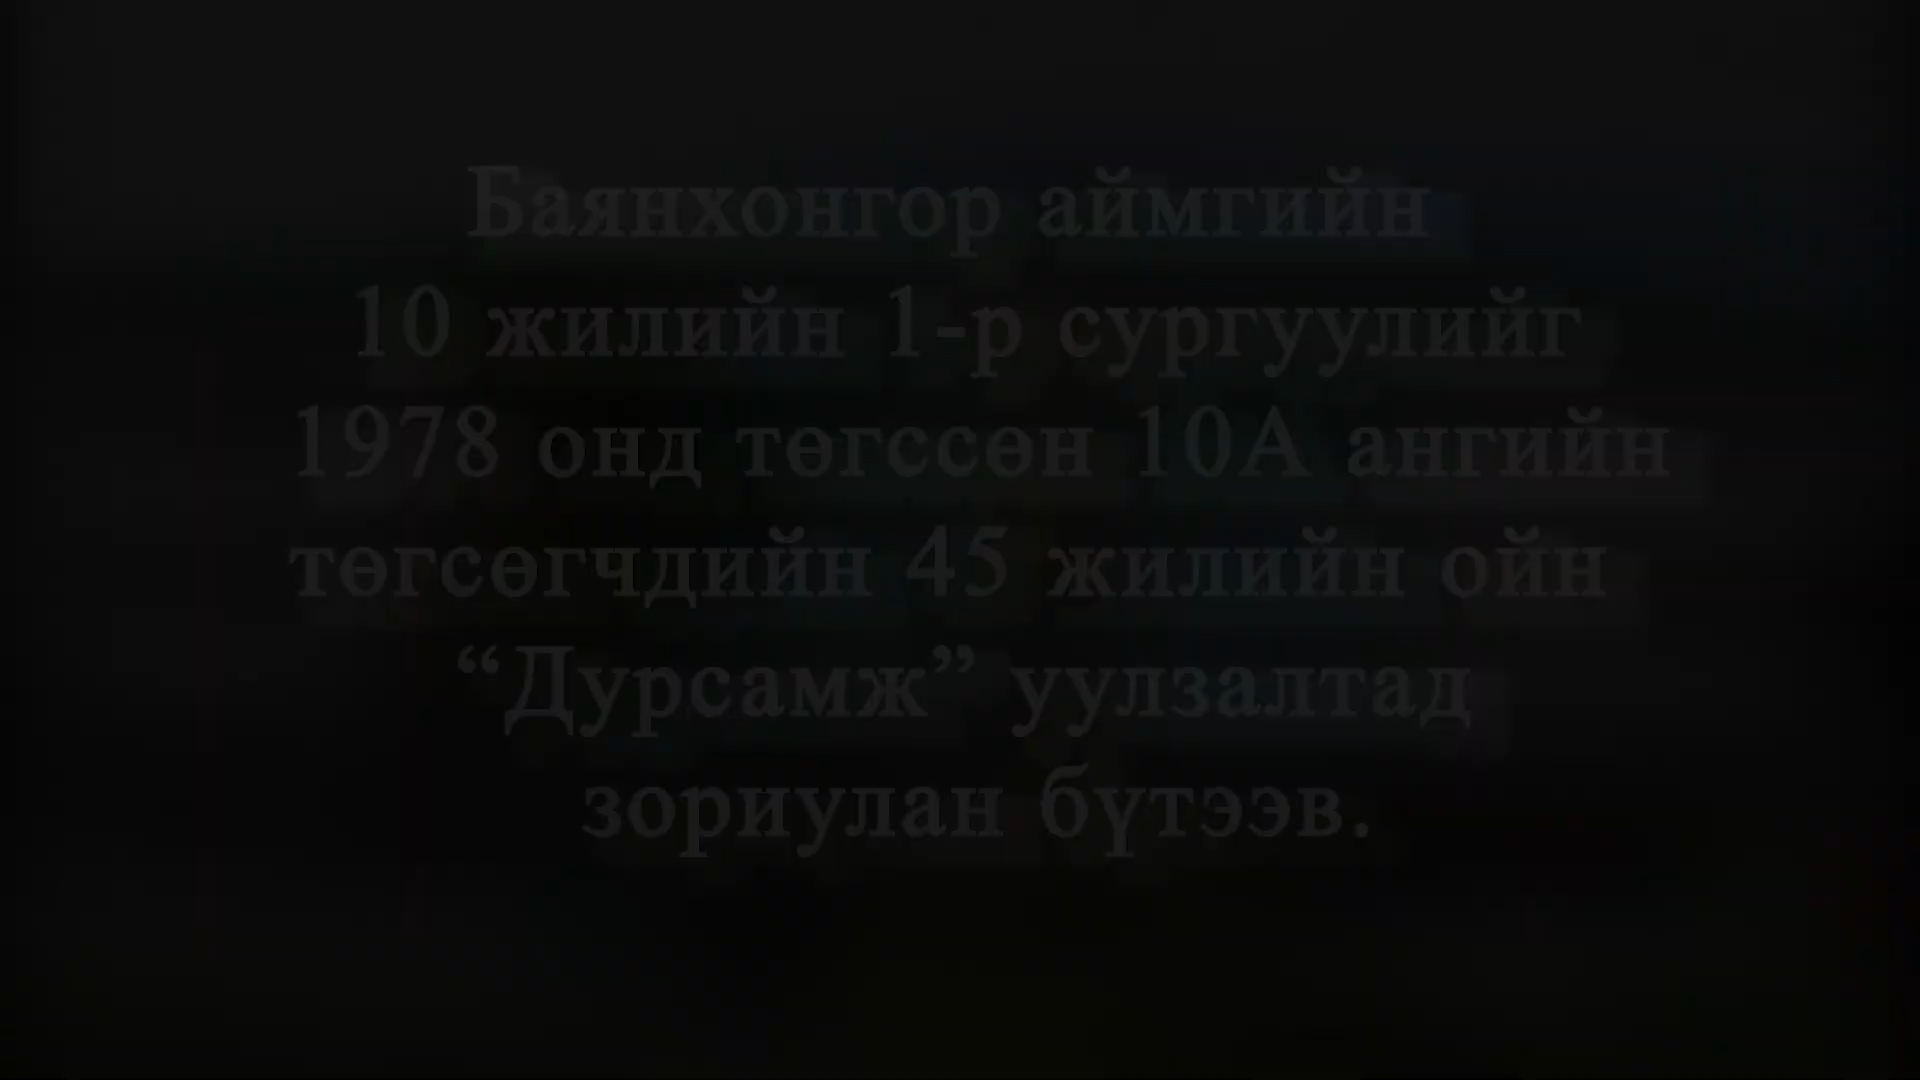 Баянхонгор аймгийн
10 жилийн 1-р сургуулийг
1978 онд төгссөн 10А ангийн
төгсөгчдийн 45 жилийн ойн
“Дурсамж” уулзалтад
зориулан бүтээв.